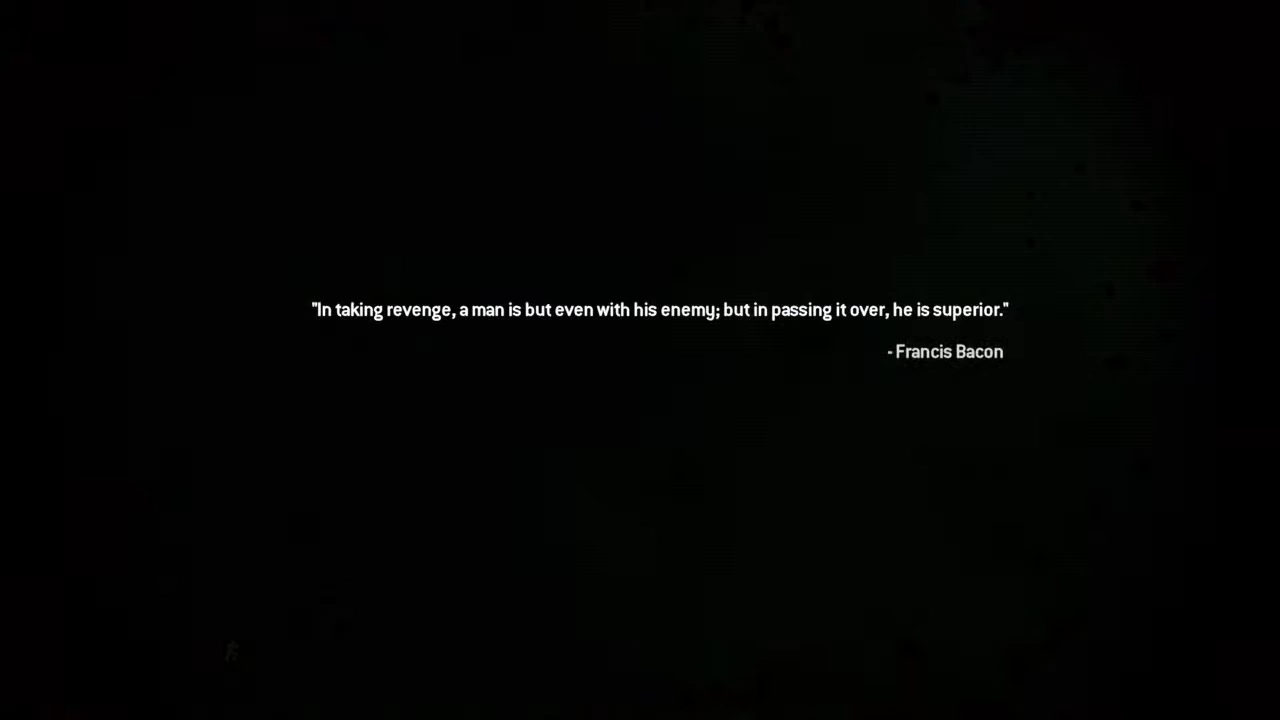 "In taking revenge, a man is but even with his enemy; but in passing it over, he is superior."
- Francis Bacon